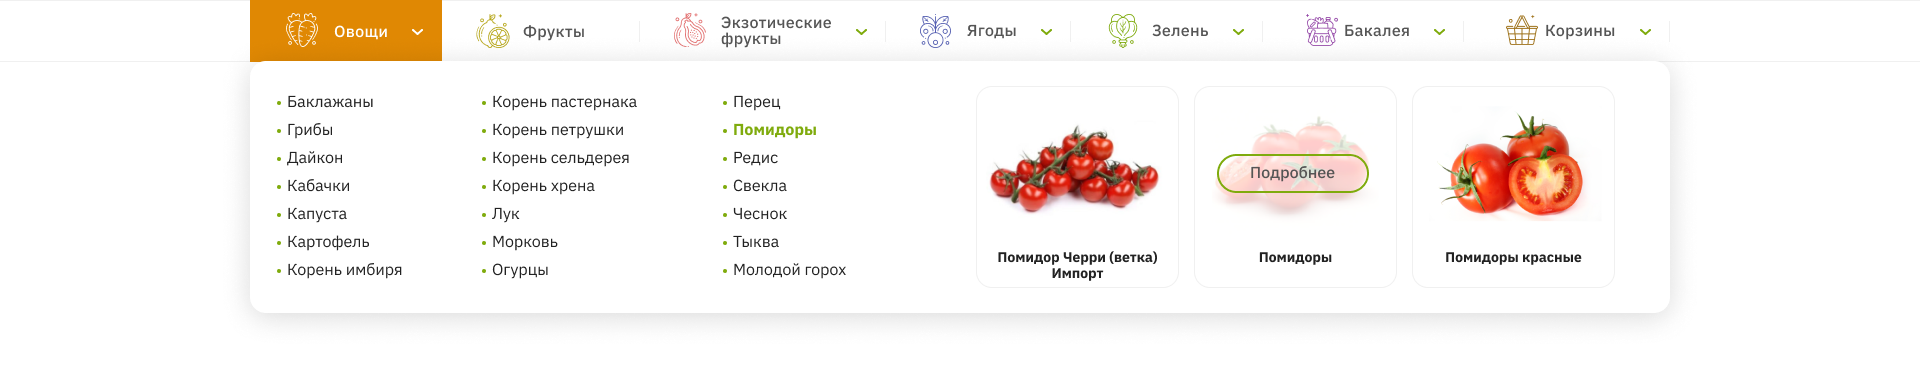 Овощи
Фрукты
Экзотические
фрукты
Ягоды
Зелень
Бакалея
Корзины
Баклажаны
Грибы
Дайкон
Кабачки
Капуста
Картофель
Корень имбиря
Корень пастернака
Корень петрушки
Корень сельдерея
Корень хрена
Лук
Морковь
Огурцы
Перец
Помидоры
Редис
Свекла
Чеснок
Тыква
Молодой горох
Помидор Черри (ветка)
Импорт
Подробнее
Помидоры
Помидоры красные